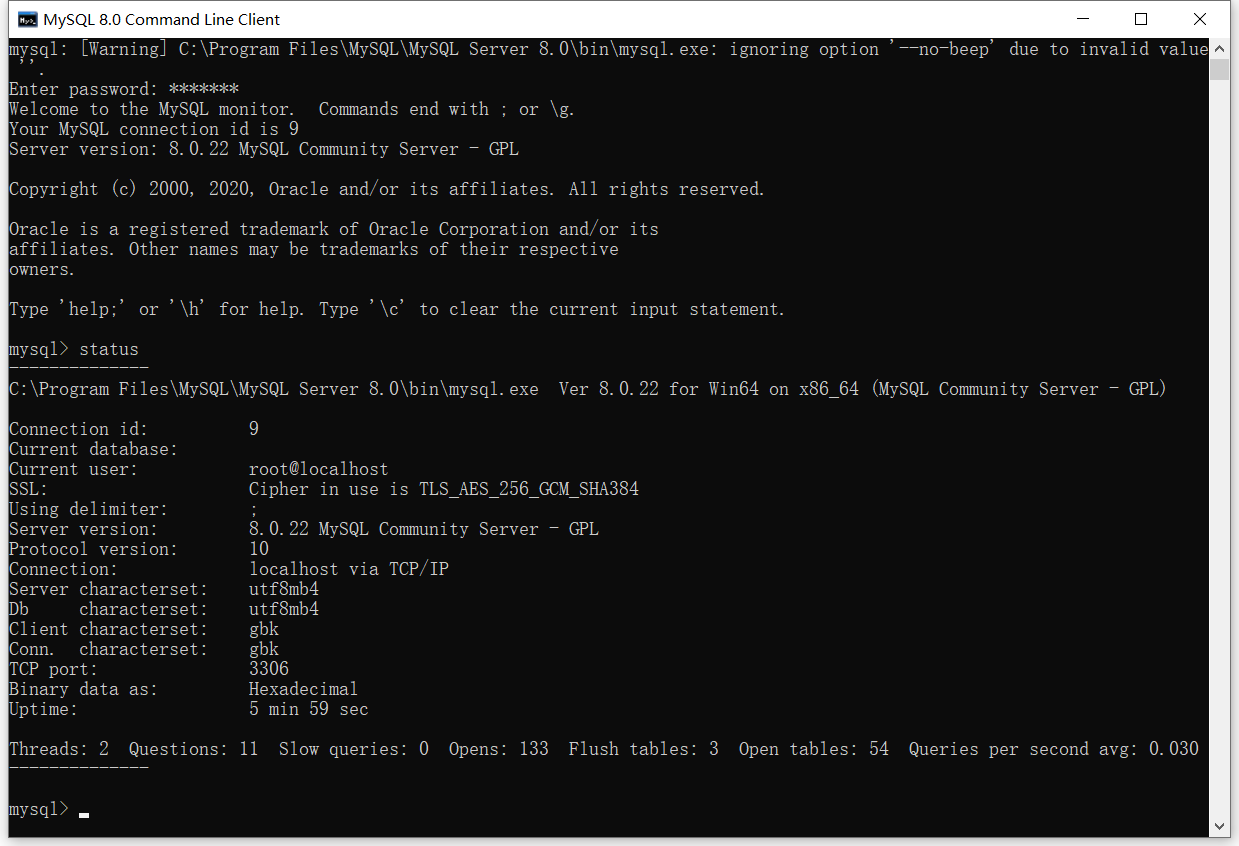 MySQL 8.0 Command Line Client
mysql: [Warning] C:\Program Files\MySQL\MySQL Server 8.0\bin\mysql.exe: ignoring option '--no-beep' due to invalid value
''.
Enter password: *******
Welcome to the MySQL monitor.  Commands end with ; or \g.
Your MySQL connection id is 9
Server version: 8.0.22 MySQL Community Server - GPL
Copyright (c) 2000, 2020, Oracle and/or its affiliates. All rights reserved.
Oracle is a registered trademark of Oracle Corporation and/or its
affiliates. Other names may be trademarks of their respective
owners.
Type 'help;' or '\h' for help. Type '\c' to clear the current input statement.
mysql> status
--------------
C:\Program Files\MySQL\MySQL Server 8.0\bin\mysql.exe  Ver 8.0.22 for Win64 on x86_64 (MySQL Community Server - GPL)
Connection id:          9
Current database:
Current user:           root@localhost
SSL:                    Cipher in use is TLS_AES_256_GCM_SHA384
Using delimiter:        ;
Server version:         8.0.22 MySQL Community Server - GPL
Protocol version:       10
Connection:             localhost via TCP/IP
Server characterset:    utf8mb4
Db     characterset:    utf8mb4
Client characterset:    gbk
Conn.  characterset:    gbk
TCP port:               3306
Binary data as:         Hexadecimal
Uptime:                 5 min 59 sec
Threads: 2  Questions: 11  Slow queries: 0  Opens: 133  Flush tables: 3  Open tables: 54  Queries per second avg: 0.030
--------------
mysql>